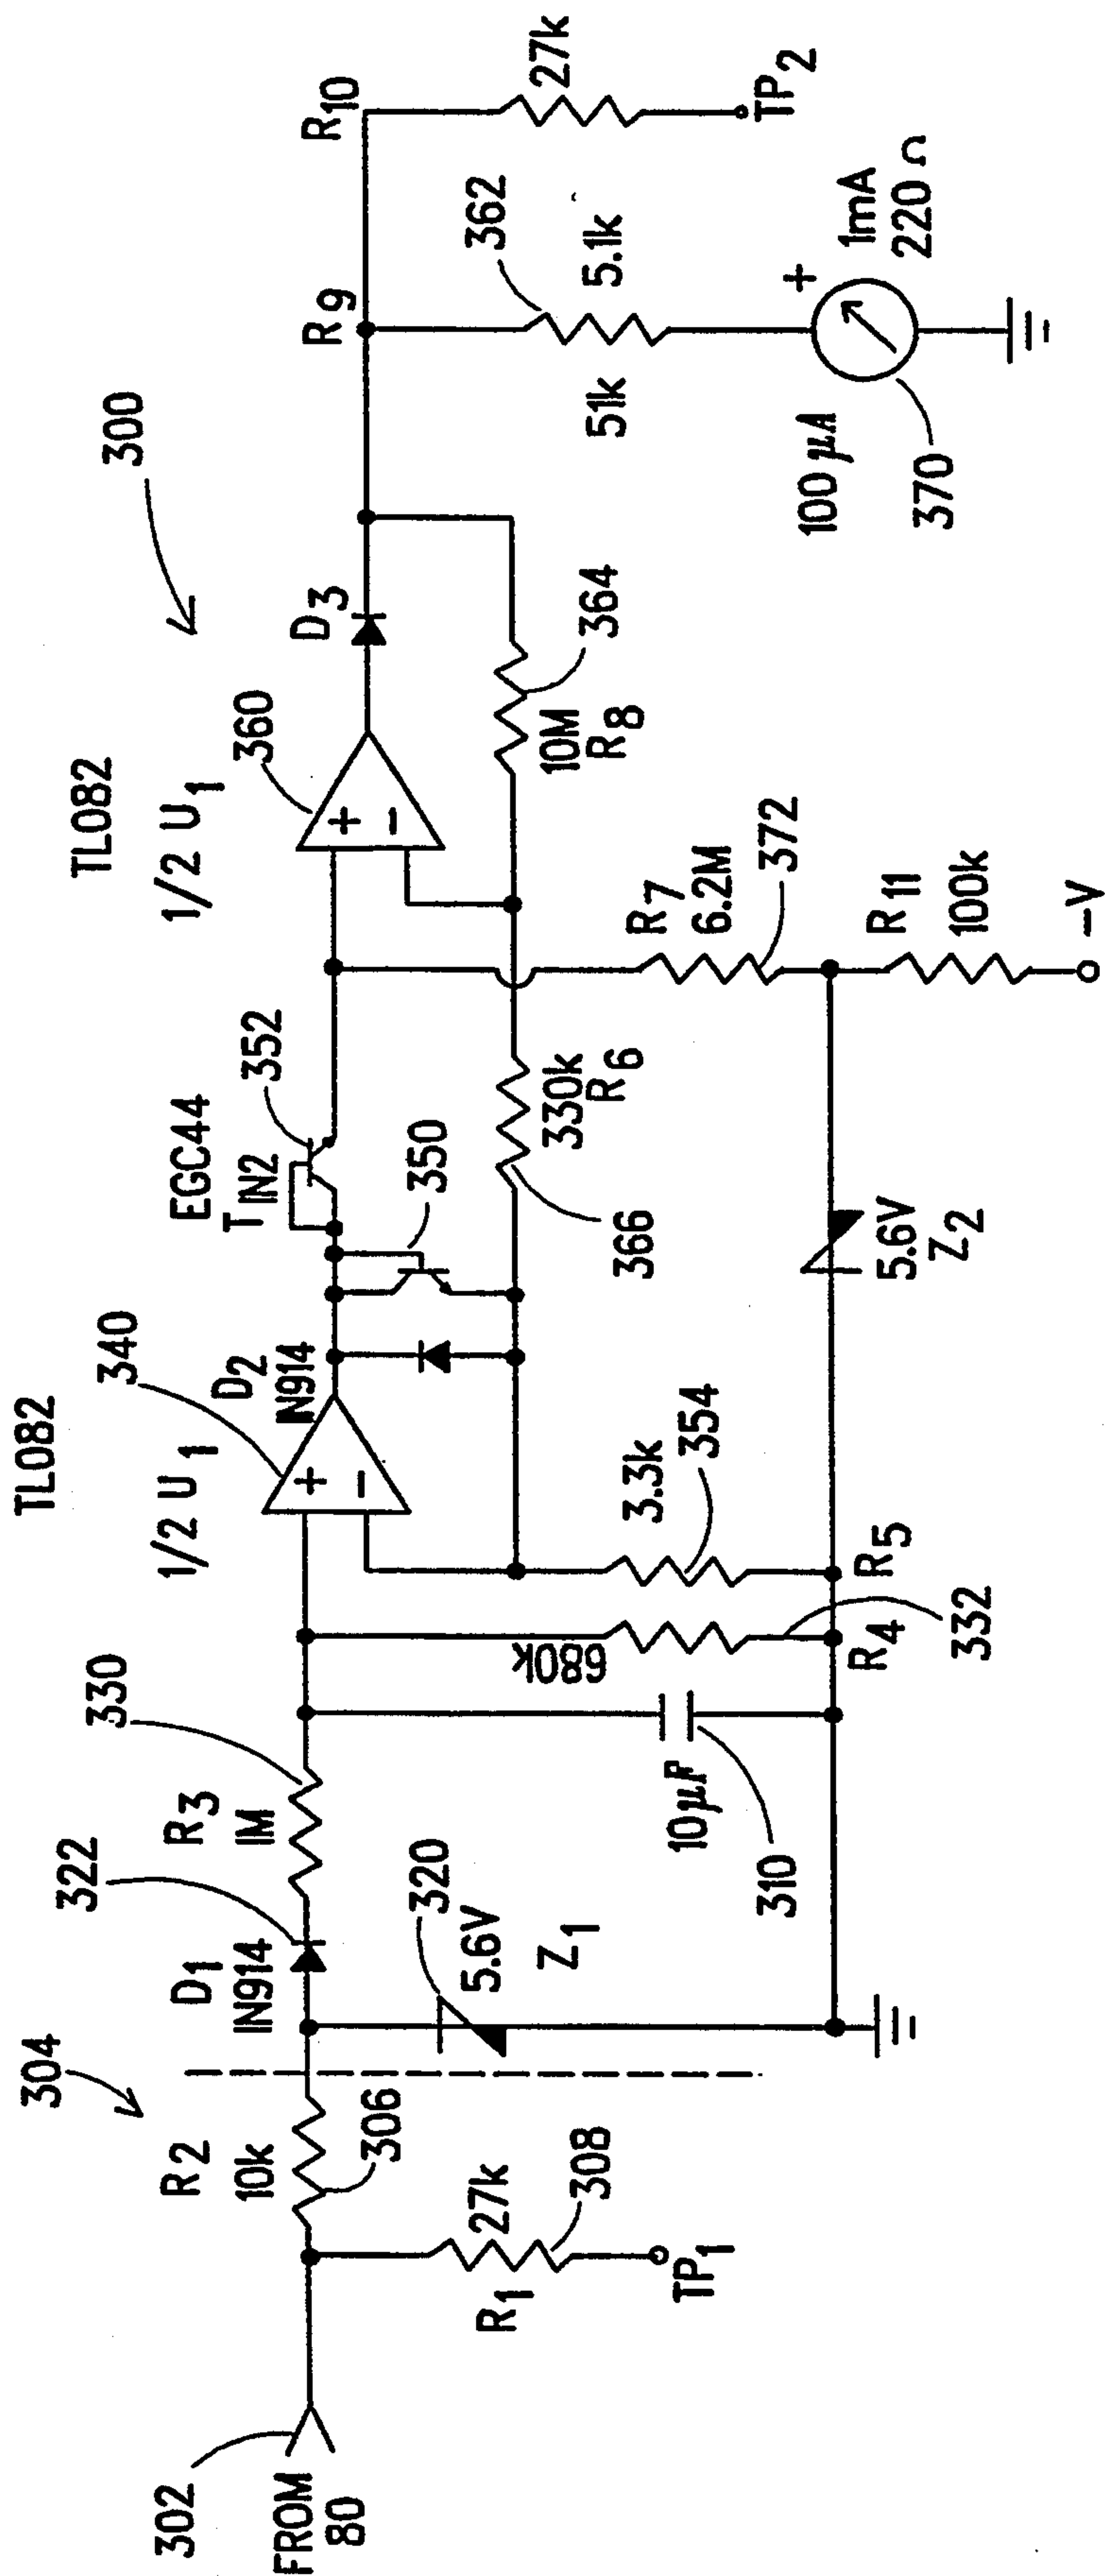 302
FROM
80
304
R2
10k
306
R1
27k
308
TP1
D1
IN914
322
320
5.6V
Z1
R3
1M
330
10µF
310
680k
R4
332
3.3k
354
R5
TL082
1/2 U1
340
D2
IN914
350
EGC44
TIN2
352
330k
R6
366
5.6V
Z2
R7
6.2M
372
R11
100k
−V
TL082
1/2 U1
360
D3
10M
R8
364
300
R9
362
51k
5.1k
100 µA
1mA
220 Ω
370
R10
27k
TP2
+
−
+
−
+